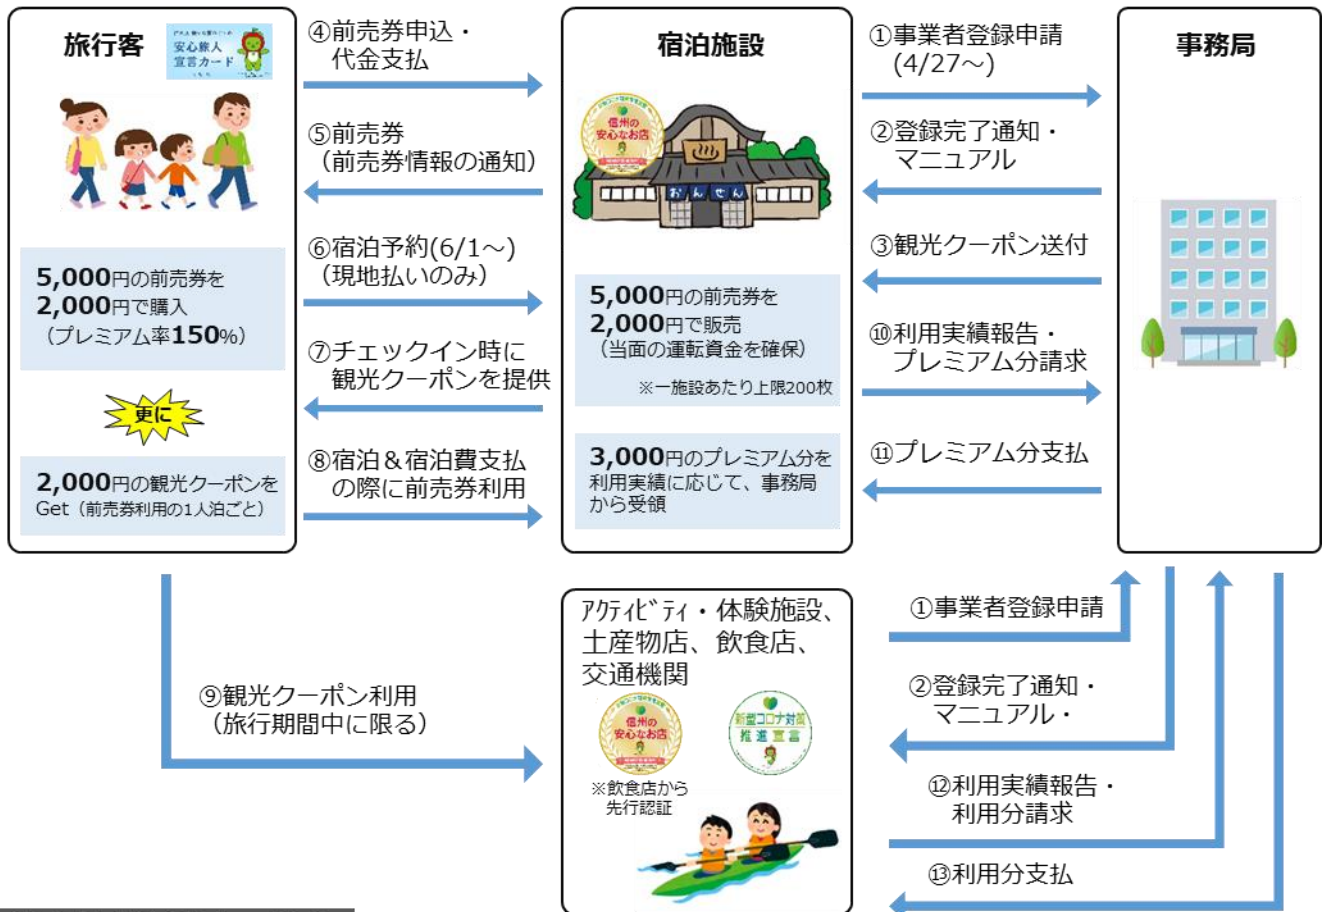 旅行客
安心旅人
宣言カード
④前売券申込・
代金支払
⑤前売券
（前売券情報の通知）
⑥宿泊予約(6/1～)
（現地払いのみ）
⑦チェックイン時に
観光クーポンを提供
⑧宿泊＆宿泊費支払
の際に前売券利用
5,000円の前売券を
2,000円で購入
（プレミアム率150%）
更に
2,000円の観光クーポンを
Get（前売券利用の1人泊ごと）
宿泊施設
信州の
安心なお店
おんせん
5,000円の前売券を
2,000円で販売
（当面の運転資金を確保）
※一施設あたり上限200枚
3,000円のプレミアム分を
利用実績に応じて、事務局
から受領
①事業者登録申請
(4/27～)
②登録完了通知・
マニュアル
③観光クーポン送付
⑩利用実績報告・
プレミアム分請求
⑪プレミアム分支払
事務局
⑨観光クーポン利用
（旅行期間中に限る）
ｱｸﾃｨﾋﾞﾃｨ・体験施設、
土産物店、飲食店、
交通機関
信州の
安心なお店
新型コロナ対策
推進宣言
※飲食店から
先行認証
①事業者登録申請
②登録完了通知・
マニュアル・
⑫利用実績報告・
利用分請求
⑬利用分支払